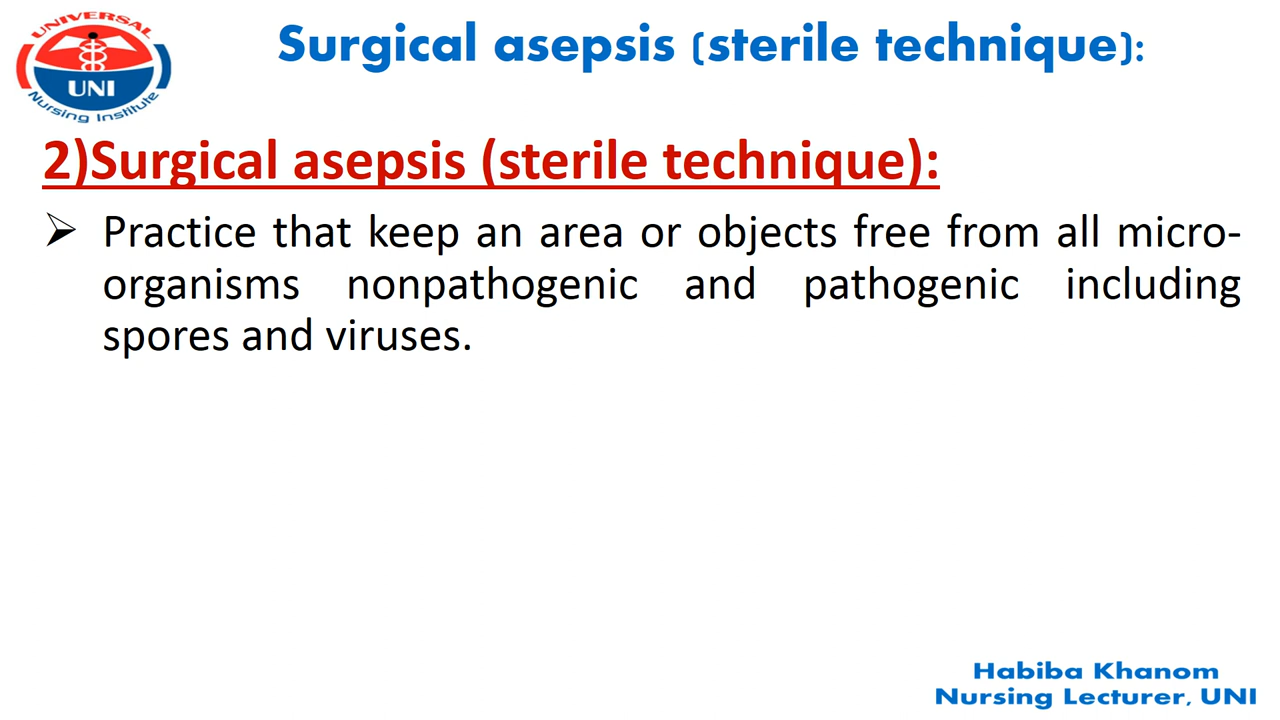 UNIVERSAL
UNI
Nursing Institute
Surgical asepsis (sterile technique):
2)Surgical asepsis (sterile technique):
➢ Practice that keep an area or objects free from all micro-
organisms nonpathogenic and pathogenic including
spores and viruses.
Habiba Khanom
Nursing Lecturer, UNI